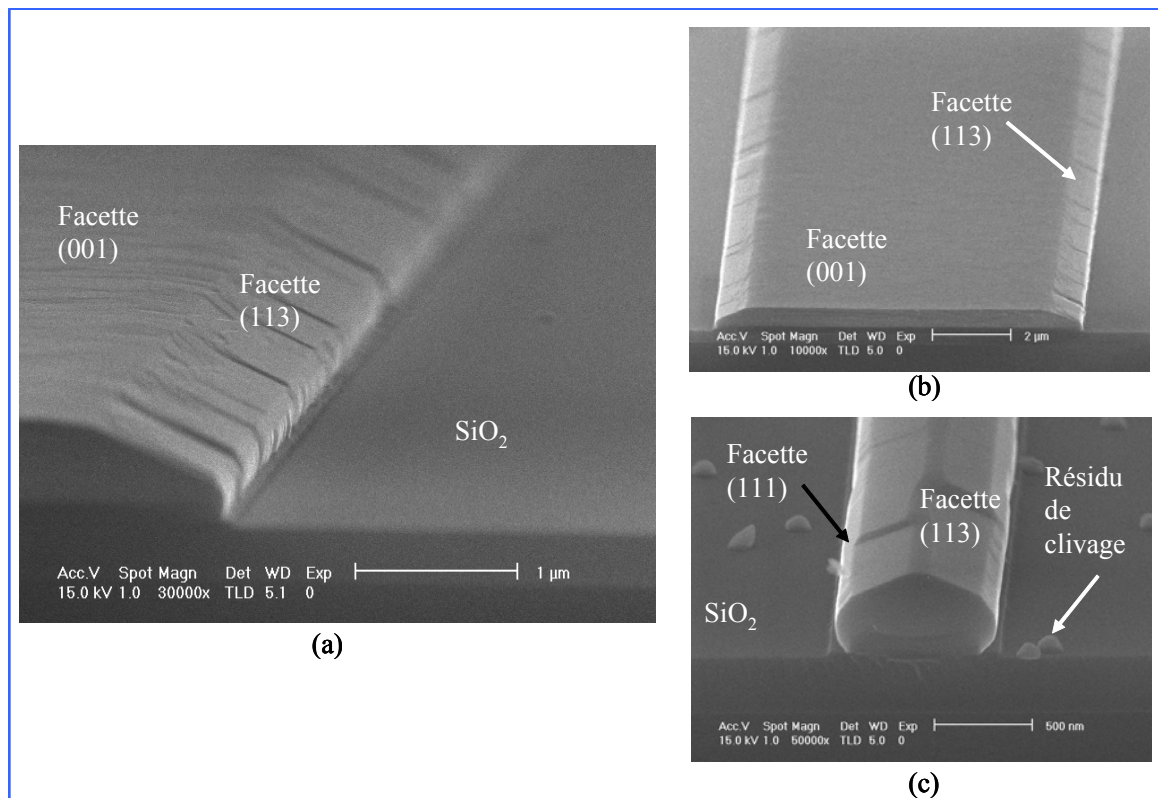 Facette
(001)
Facette
(113)
SiO2
Acc.V Spot Magn Det WD Exp
15.0 kV 1.0 30000x TLD 5.1 0
1 µm
(a)
Facette
(113)
Facette
(001)
Acc.V Spot Magn Det WD Exp
15.0 kV 1.0 10000x TLD 5.0 0
2 µm
(b)
Facette
(111)
Facette
(113)
Résidu
de
clivage
SiO2
Acc.V Spot Magn Det WD Exp
15.0 kV 1.0 50000x TLD 5.0 0
500 nm
(c)